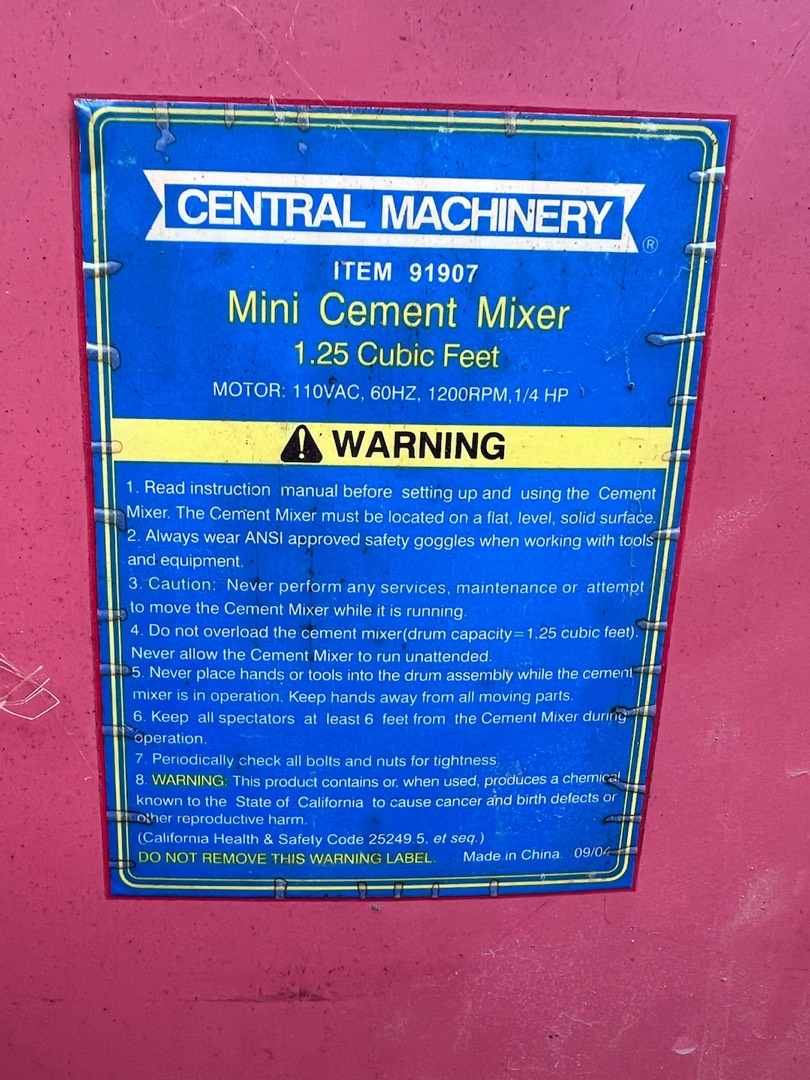 CENTRAL MACHINERY ®
ITEM 91907
Mini Cement Mixer
1.25 Cubic Feet
MOTOR: 110VAC, 60HZ, 1200RPM,1/4 HP
WARNING
1. Read instruction manual before setting up and using the Cement
Mixer. The Cement Mixer must be located on a flat, level, solid surface.
2. Always wear ANSI approved safety goggles when working with tools
and equipment.
3. Caution: Never perform any services, maintenance or attempt
to move the Cement Mixer while it is running.
4. Do not overload the cement mixer(drum capacity=1.25 cubic feet).
Never allow the Cement Mixer to run unattended.
5. Never place hands or tools into the drum assembly while the cement
mixer is in operation. Keep hands away from all moving parts.
6. Keep all spectators at least 6 feet from the Cement Mixer during
operation.
7. Periodically check all bolts and nuts for tightness.
8. WARNING: This product contains or, when used, produces a chemical
known to the State of California to cause cancer and birth defects or
other reproductive harm.
(California Health & Safety Code 25249.5, et seq.)
DO NOT REMOVE THIS WARNING LABEL. Made in China. 09/04